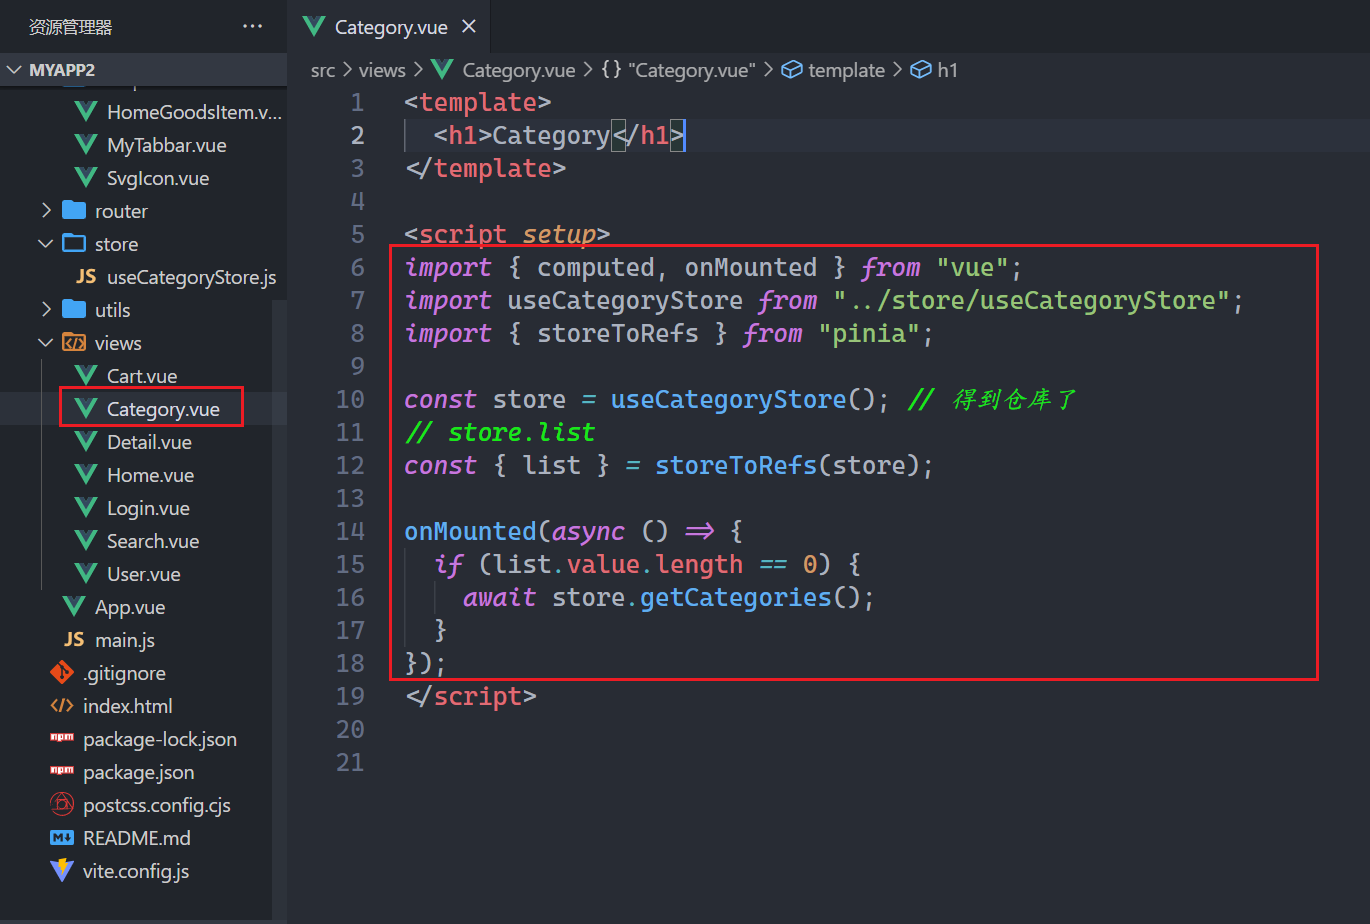 资源管理器
···
MYAPP2
HomeGoodsItem.v...
MyTabbar.vue
SvgIcon.vue
router
store
JS useCategoryStore.js
utils
views
Cart.vue
Category.vue
Detail.vue
Home.vue
Login.vue
Search.vue
User.vue
App.vue
JS main.js
.gitignore
index.html
npm package-lock.json
npm package.json
postcss.config.cjs
README.md
vite.config.js
Category.vue
src > views > Category.vue > {} "Category.vue" > template > h1
1 <template>
2 <h1>Category</h1>
3 </template>
4
5 <script setup>
6 import { computed, onMounted } from "vue";
7 import useCategoryStore from "../store/useCategoryStore";
8 import { storeToRefs } from "pinia";
9
10 const store = useCategoryStore(); // 得到仓库了
11 // store.list
12 const { list } = storeToRefs(store);
13
14 onMounted(async () => {
15 if (list.value.length == 0) {
16 await store.getCategories();
17 }
18 });
19 </script>
20
21